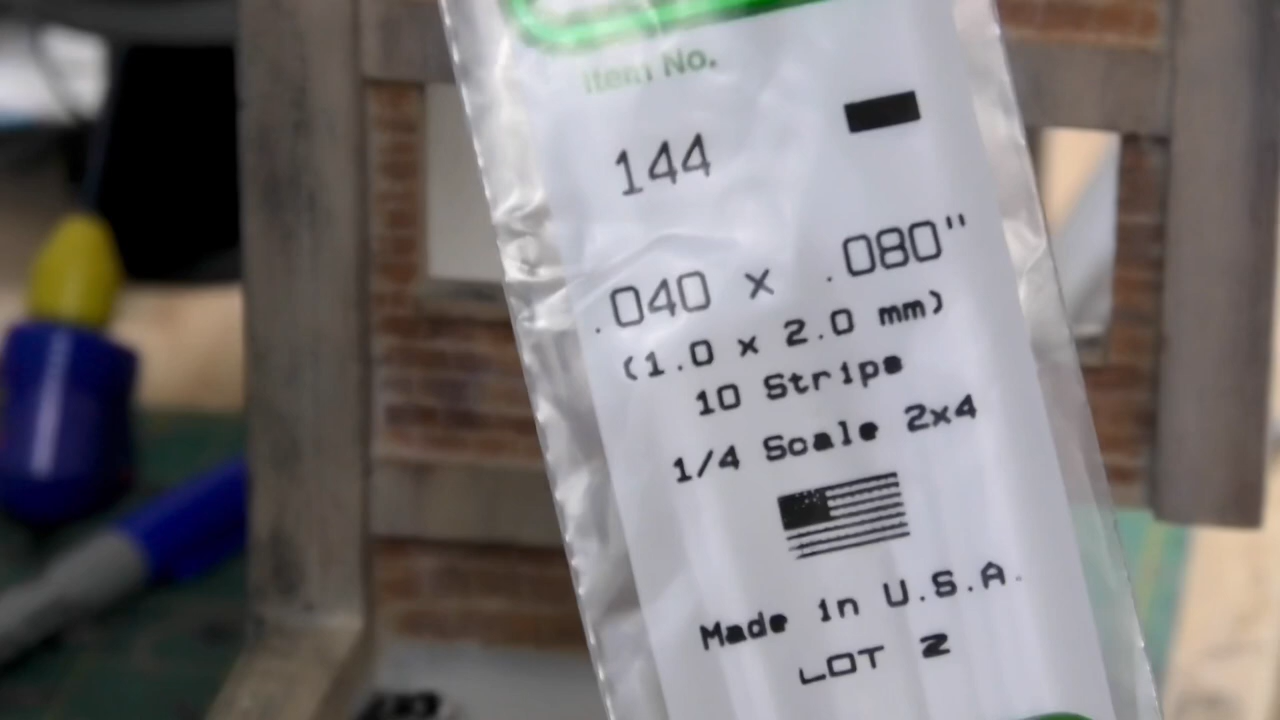 Item No.
144
.040 x .080"
(1.0 x 2.0 mm)
10 Strips
1/4 Scale 2x4
Made in U.S.A.
LOT 2